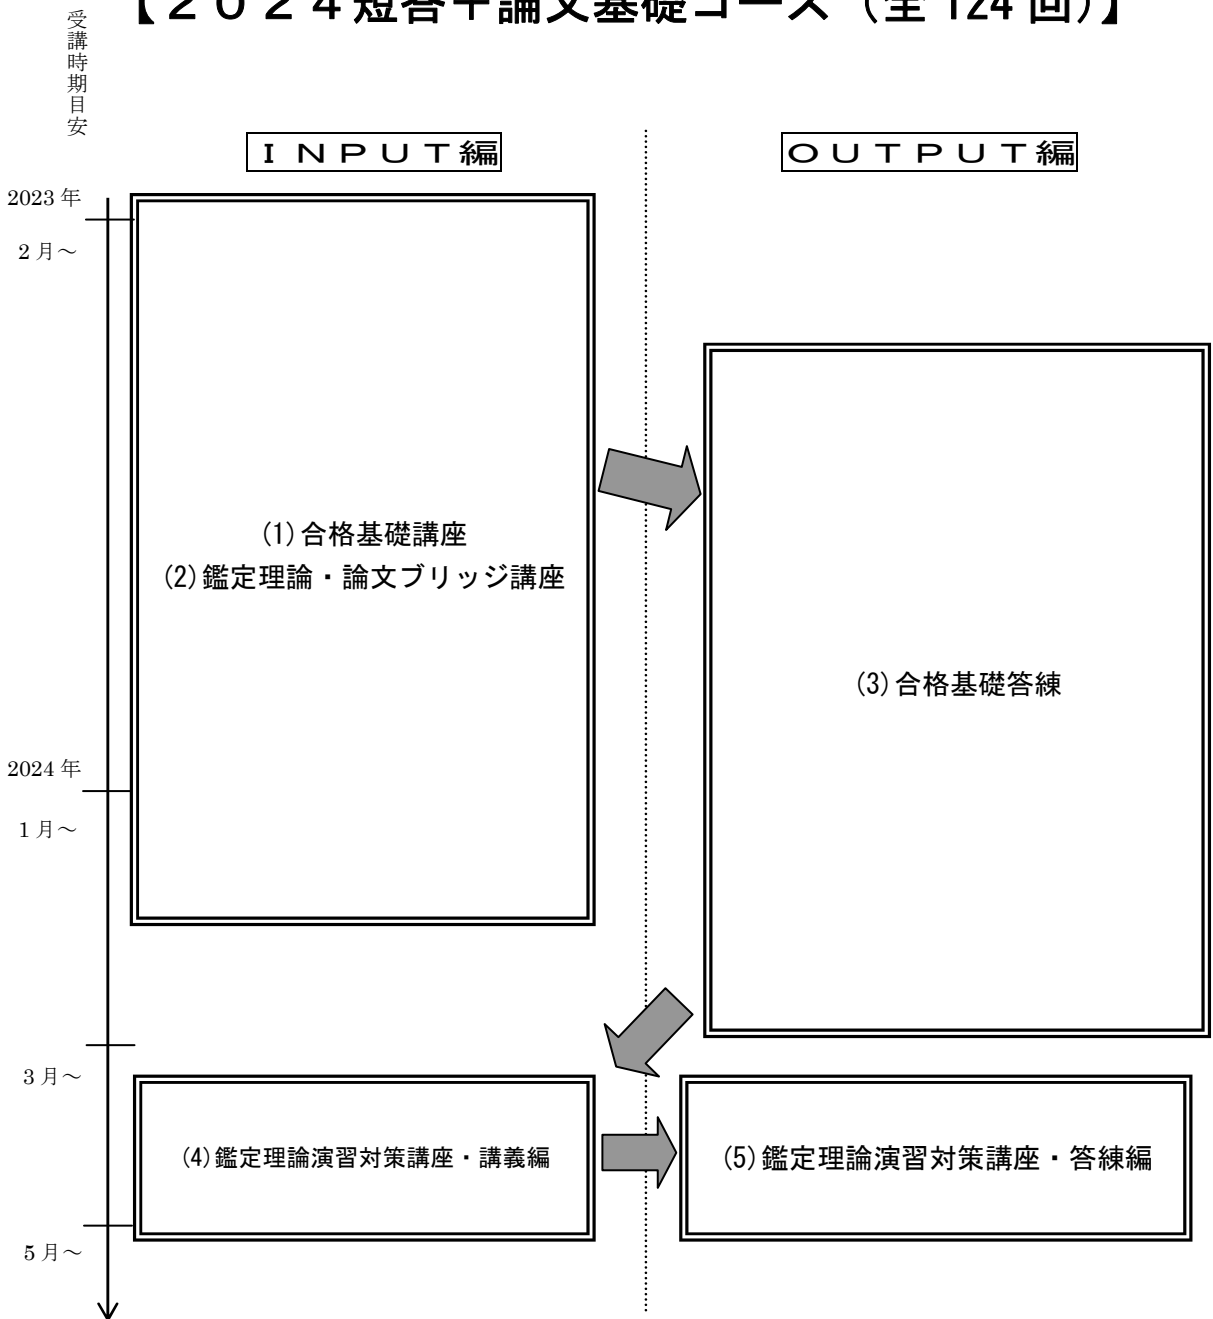 【２０２４短答＋論文基礎コース（全124回）】
受講時期目安
ＩＮＰＵＴ編
ＯＵＴＰＵＴ編
2023年
2月～
(1)合格基礎講座
(2)鑑定理論・論文ブリッジ講座
(3)合格基礎答練
2024年
1月～
3月～
(4)鑑定理論演習対策講座・講義編
(5)鑑定理論演習対策講座・答練編
5月～